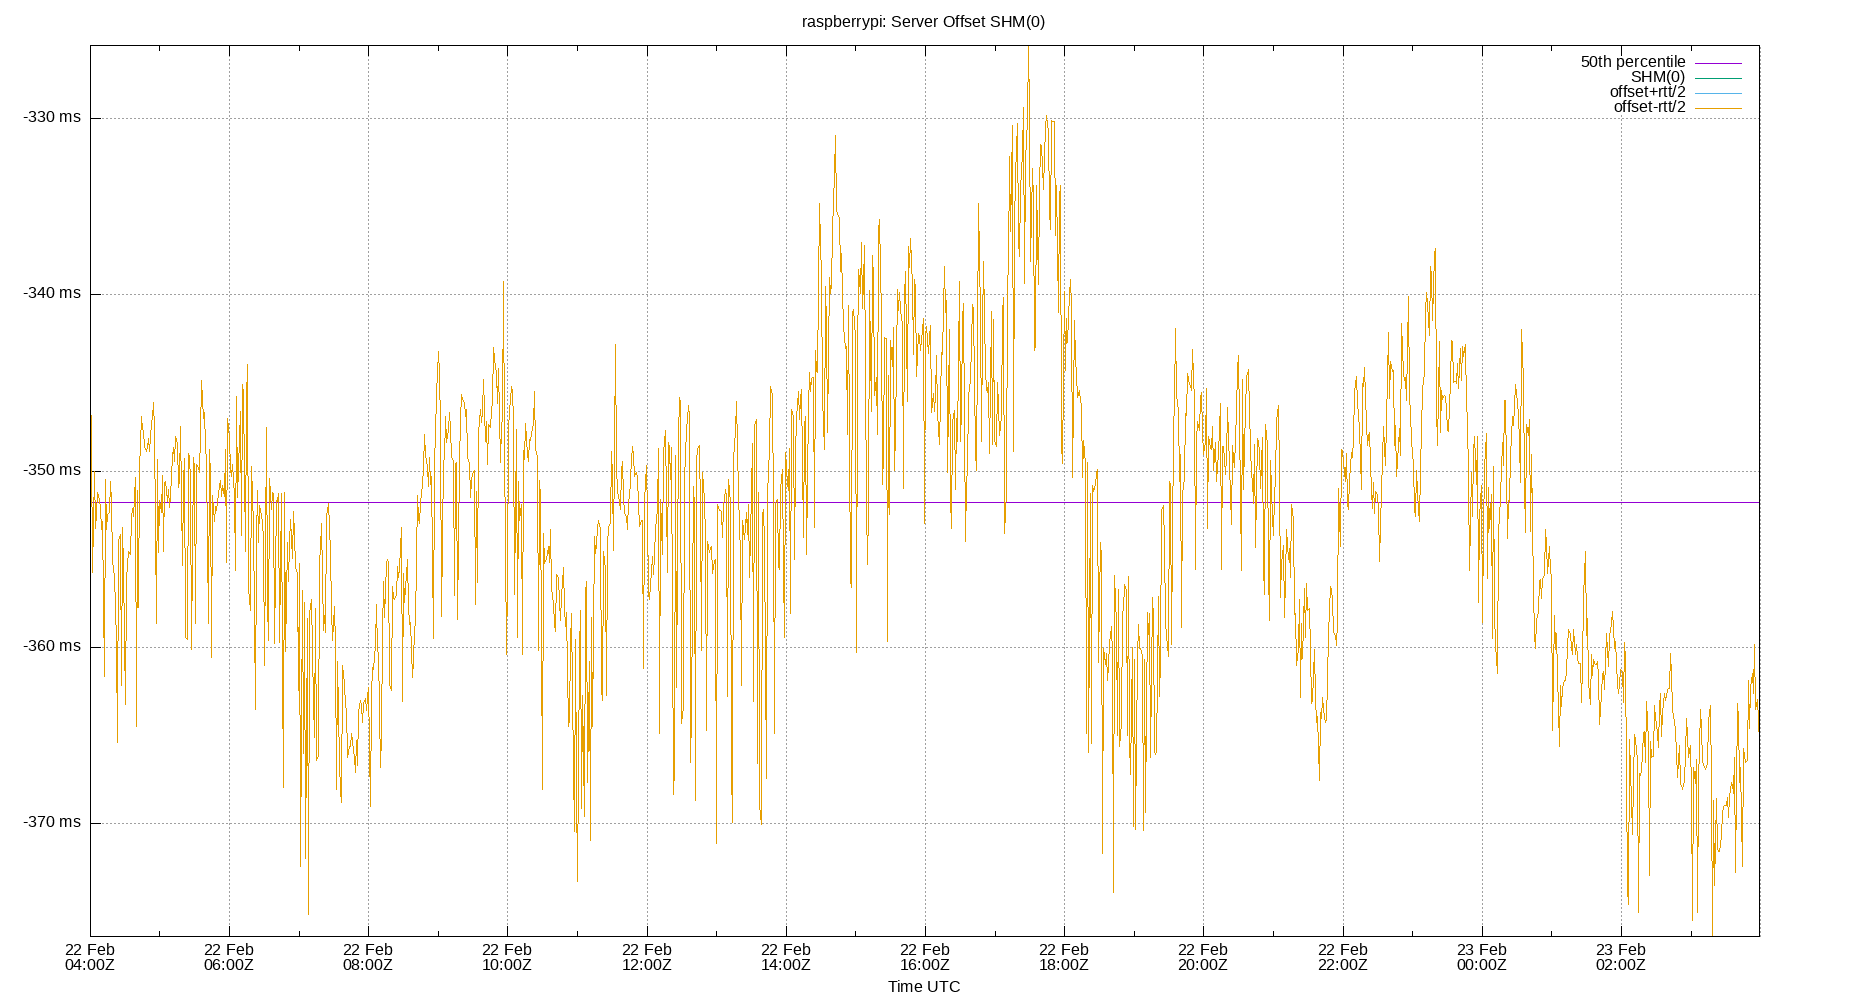 raspberrypi: Server Offset SHM(0)
50th percentile
SHM(0)
offset+rtt/2
offset-rtt/2
-330 ms
-340 ms
-350 ms
-360 ms
-370 ms
22 Feb 22 Feb 22 Feb 22 Feb 22 Feb 22 Feb 22 Feb 22 Feb 22 Feb 22 Feb 23 Feb 23 Feb
04:00Z 06:00Z 08:00Z 10:00Z 12:00Z 14:00Z 16:00Z 18:00Z 20:00Z 22:00Z 00:00Z 02:00Z
Time UTC